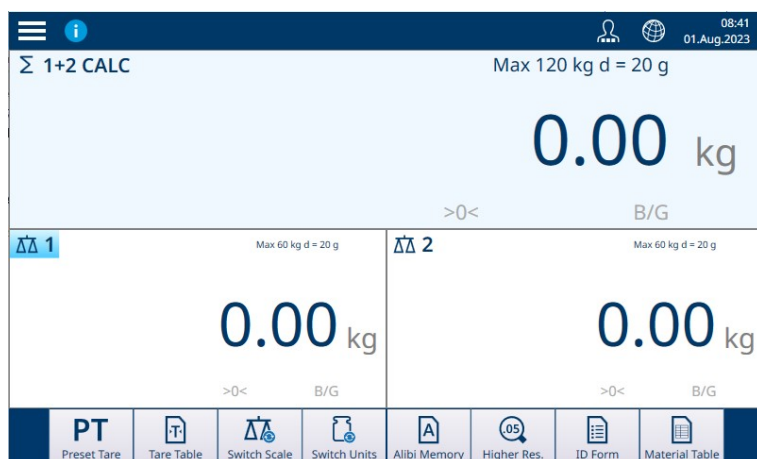 i
08:41
01.Aug.2023
Σ 1+2 CALC
Max 120 kg d = 20 g
0.00 kg
>0< B/G
1
Max 60 kg d = 20 g
0.00 kg
>0< B/G
2
Max 60 kg d = 20 g
0.00 kg
>0< B/G
PT
Preset Tare
T
Tare Table
Switch Scale
Switch Units
A
Alibi Memory
.05
Higher Res.
ID Form
Material Table